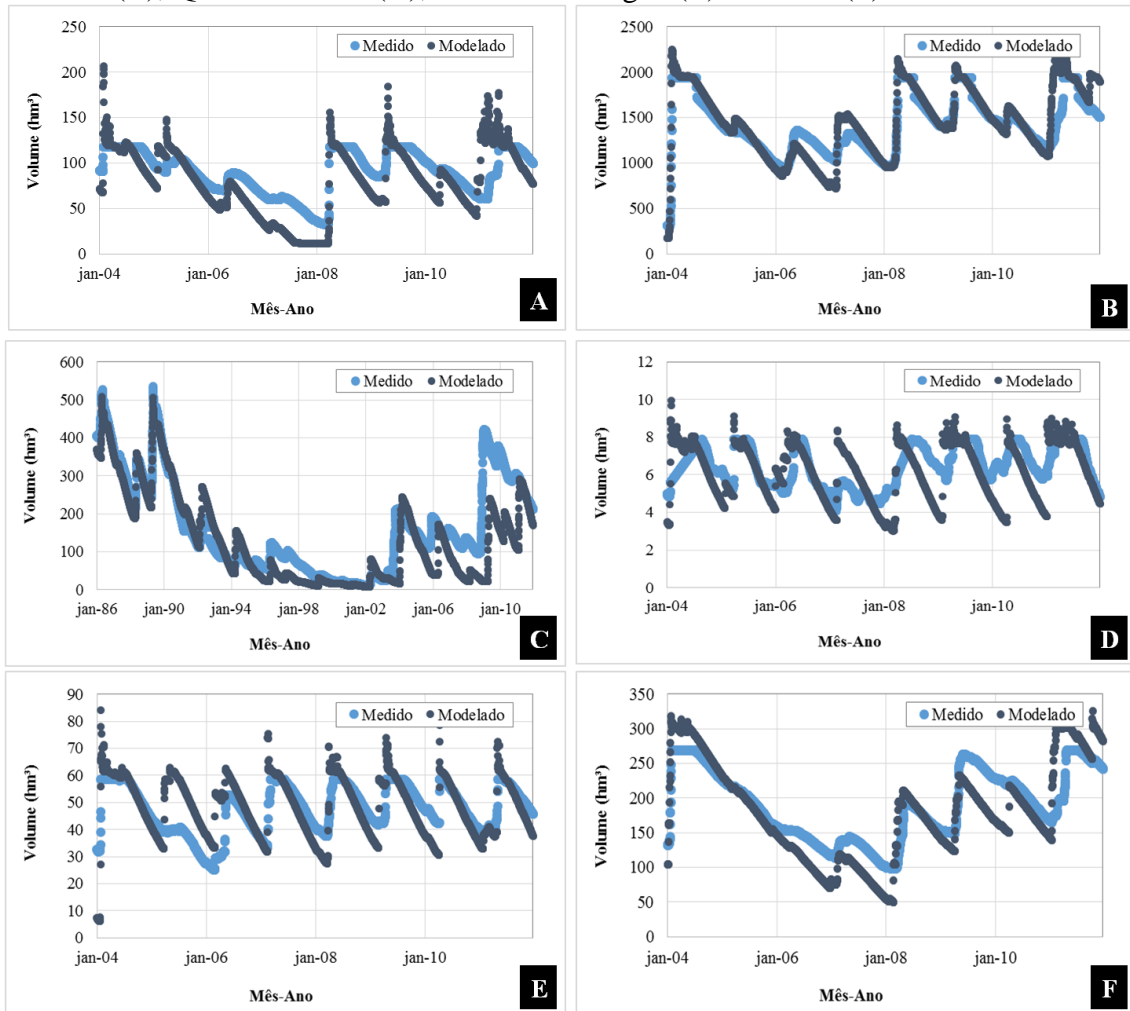 250
200
150
100
50
0
Volume (hm³)
Medido Modelado
jan-04 jan-06 jan-08 jan-10
Mês-Ano
A
2500
2000
1500
1000
500
0
Volume (hm³)
Medido Modelado
jan-04 jan-06 jan-08 jan-10
Mês-Ano
B
600
500
400
300
200
100
0
Volume (hm³)
Medido Modelado
jan-86 jan-90 jan-94 jan-98 jan-02 jan-06 jan-10
Mês-Ano
C
12
10
8
6
4
2
0
Volume (hm³)
Medido Modelado
jan-04 jan-06 jan-08 jan-10
Mês-Ano
D
90
80
70
60
50
40
30
20
10
0
Volume (hm³)
Medido Modelado
jan-04 jan-06 jan-08 jan-10
Mês-Ano
E
350
300
250
200
150
100
50
0
Volume (hm³)
Medido Modelado
jan-04 jan-06 jan-08 jan-10
Mês-Ano
F